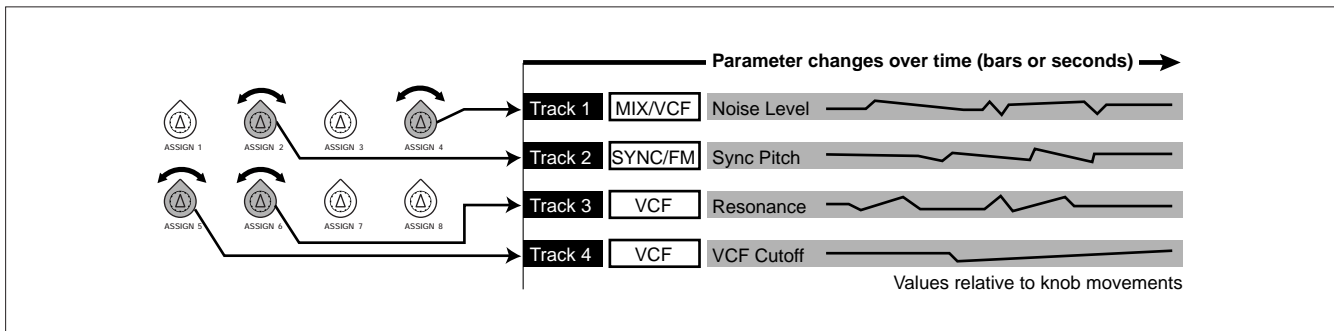 Parameter changes over time (bars or seconds)
ASSIGN 1 ASSIGN 2 ASSIGN 3 ASSIGN 4
ASSIGN 5 ASSIGN 6 ASSIGN 7 ASSIGN 8
Track 1 MIX/VCF Noise Level
Track 2 SYNC/FM Sync Pitch
Track 3 VCF Resonance
Track 4 VCF VCF Cutoff
Values relative to knob movements